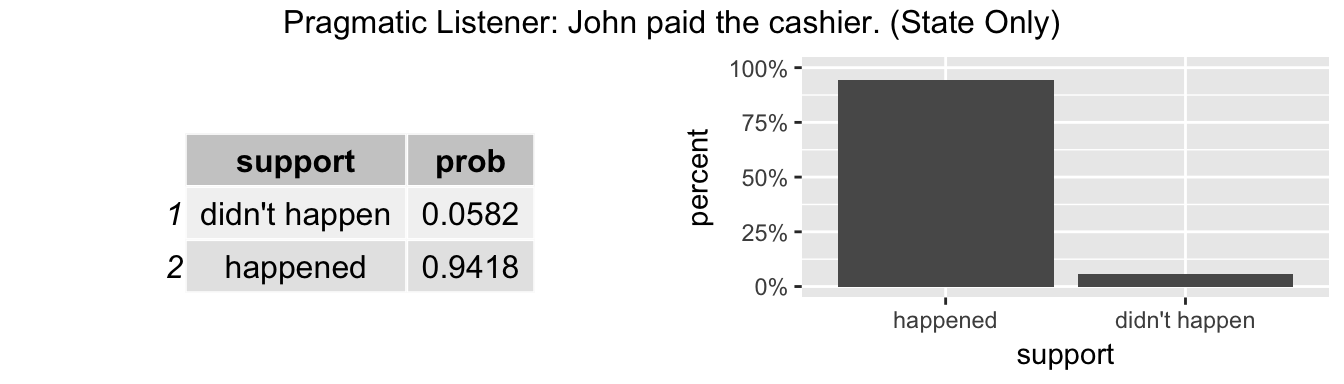 Pragmatic Listener: John paid the cashier. (State Only)
support prob
1 didn't happen 0.0582
2 happened 0.9418
percent
100%
75%
50%
25%
0%
happened didn't happen
support